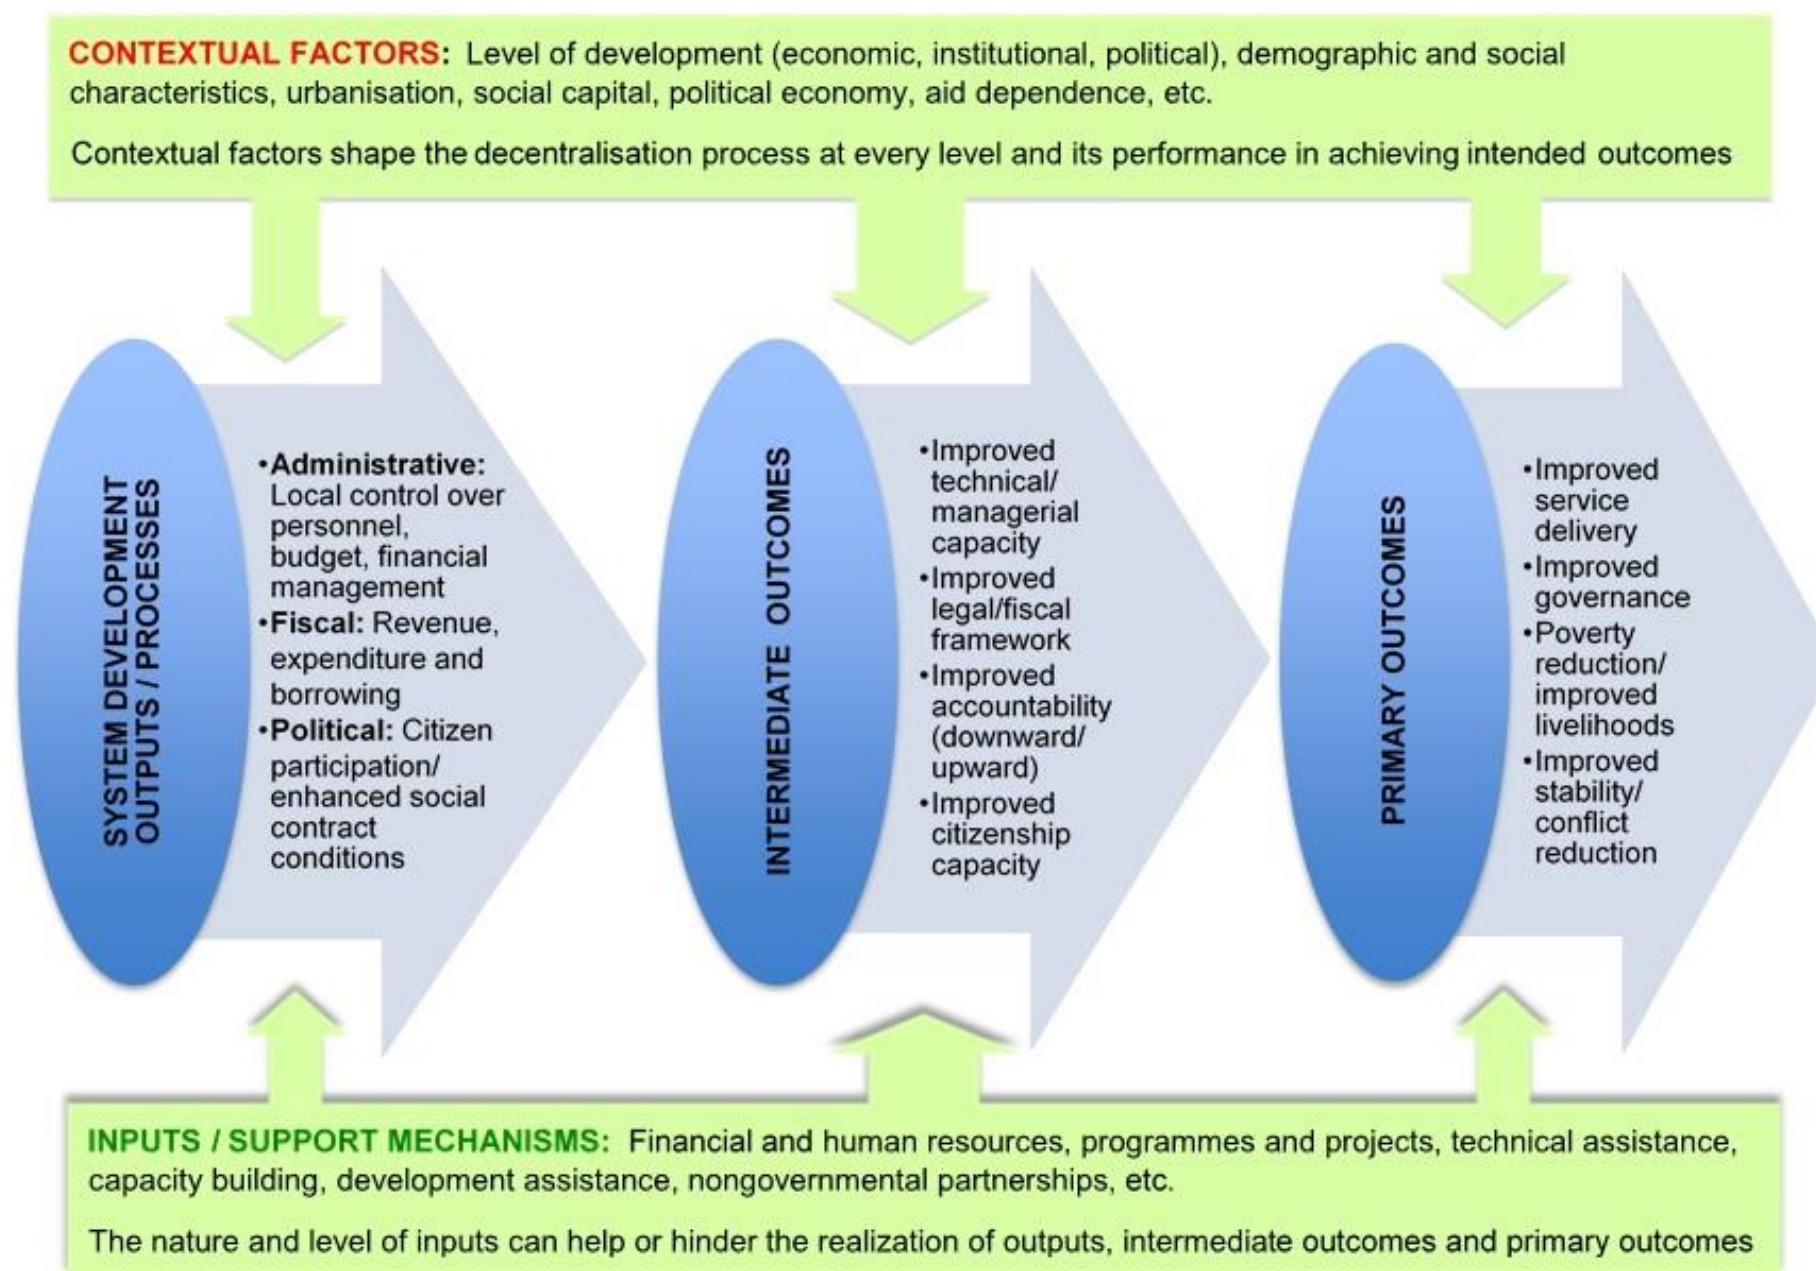 CONTEXTUAL FACTORS: Level of development (economic, institutional, political), demographic and social
characteristics, urbanisation, social capital, political economy, aid dependence, etc.
Contextual factors shape the decentralisation process at every level and its performance in achieving intended outcomes
SYSTEM DEVELOPMENT
OUTPUTS / PROCESSES
•Administrative:
Local control over
personnel,
budget, financial
management
•Fiscal: Revenue,
expenditure and
borrowing
•Political: Citizen
participation/
enhanced social
contract
conditions
INTERMEDIATE OUTCOMES
•Improved
technical/
managerial
capacity
•Improved
legal/fiscal
framework
•Improved
accountability
(downward/
upward)
•Improved
citizenship
capacity
PRIMARY OUTCOMES
•Improved
service
delivery
•Improved
governance
•Poverty
reduction/
improved
livelihoods
•Improved
stability/
conflict
reduction
INPUTS / SUPPORT MECHANISMS: Financial and human resources, programmes and projects, technical assistance,
capacity building, development assistance, nongovernmental partnerships, etc.
The nature and level of inputs can help or hinder the realization of outputs, intermediate outcomes and primary outcomes